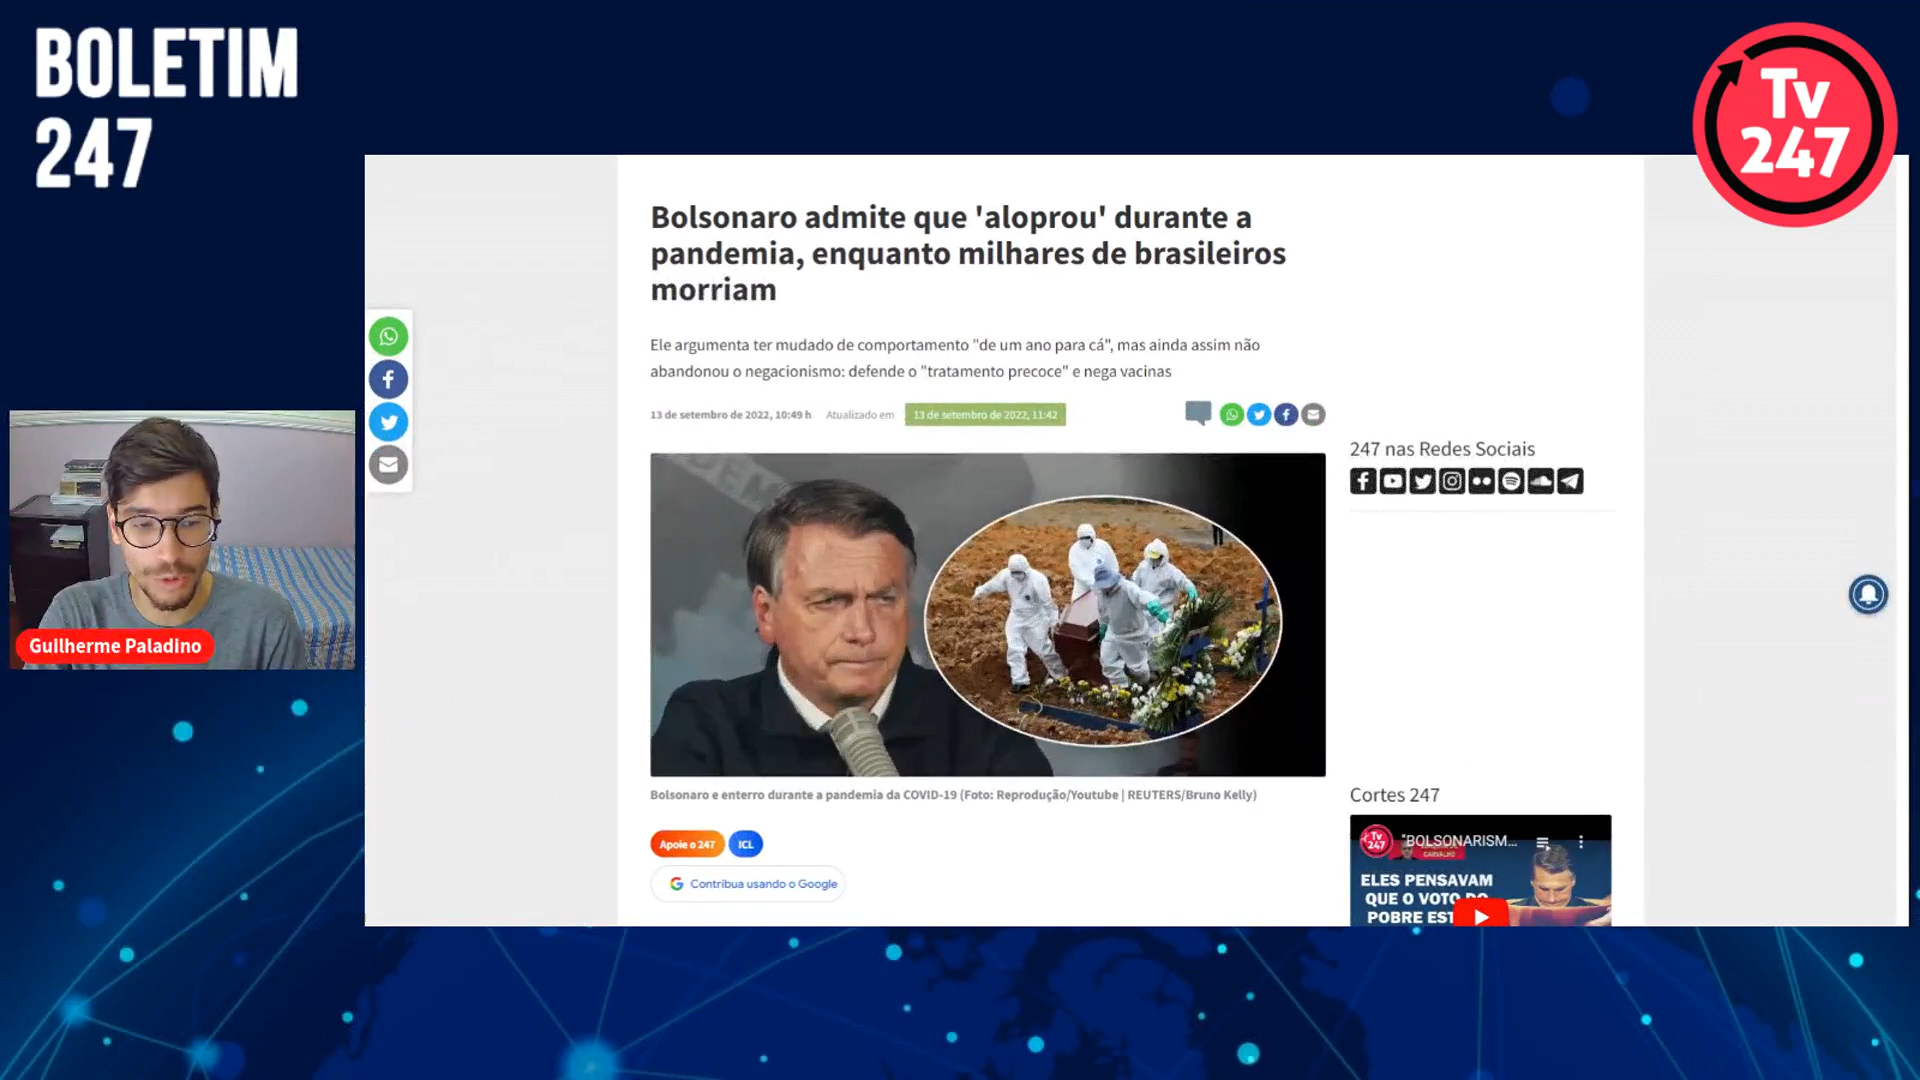 BOLETIM
247
Tv
247
Bolsonaro admite que 'aloprou' durante a
pandemia, enquanto milhares de brasileiros
morriam
Ele argumenta ter mudado de comportamento "de um ano para cá", mas ainda assim não
abandonou o negacionismo: defende o "tratamento precoce" e nega vacinas
13 de setembro de 2022, 10:49 h Atualizado em 13 de setembro de 2022, 11:42
247 nas Redes Sociais
Guilherme Paladino
Bolsonaro e enterro durante a pandemia da COVID-19 (Foto: Reprodução/Youtube | REUTERS/Bruno Kelly)
Apoie o 247 ICL
Contribua usando o Google
Cortes 247
Tv
247
"BOLSONARISM...
CARVALHO
ELES PENSAVAM
QUE O VOTO DO
POBRE EST